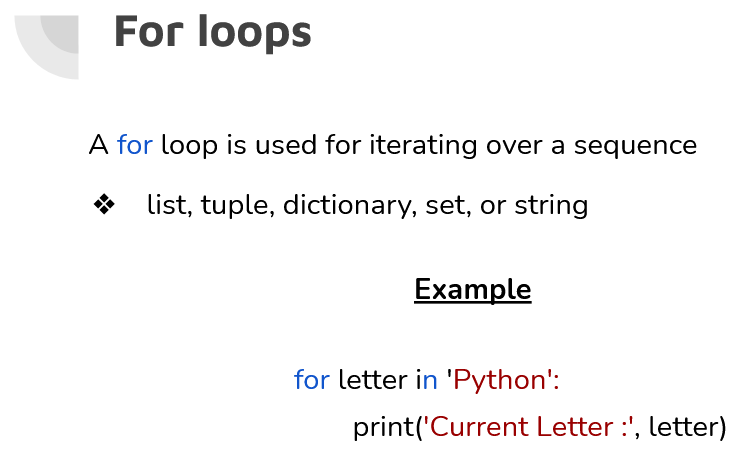 For loops
A for loop is used for iterating over a sequence
❖ list, tuple, dictionary, set, or string
Example
for letter in 'Python':
print('Current Letter :', letter)